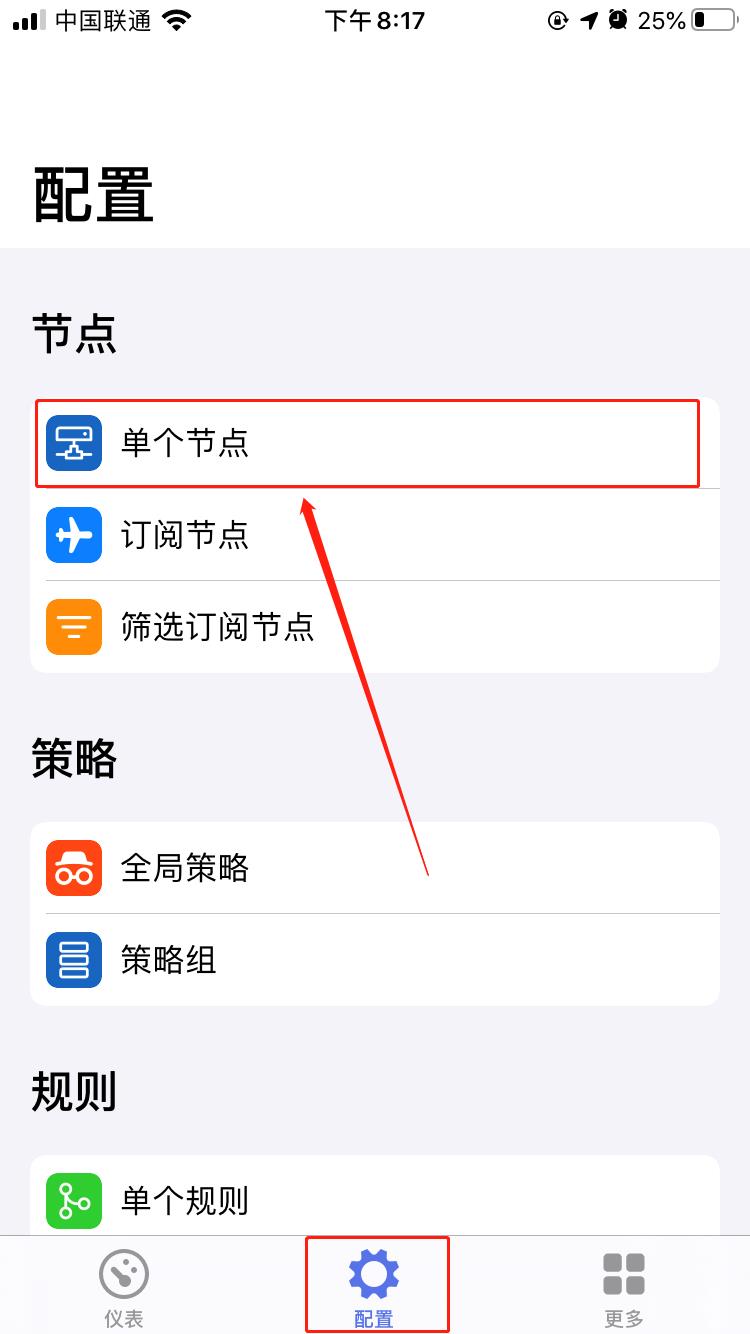 中国联通 下午8:17 25%
配置
节点
单个节点
订阅节点
筛选订阅节点
策略
全局策略
策略组
规则
单个规则
仪表 配置 更多